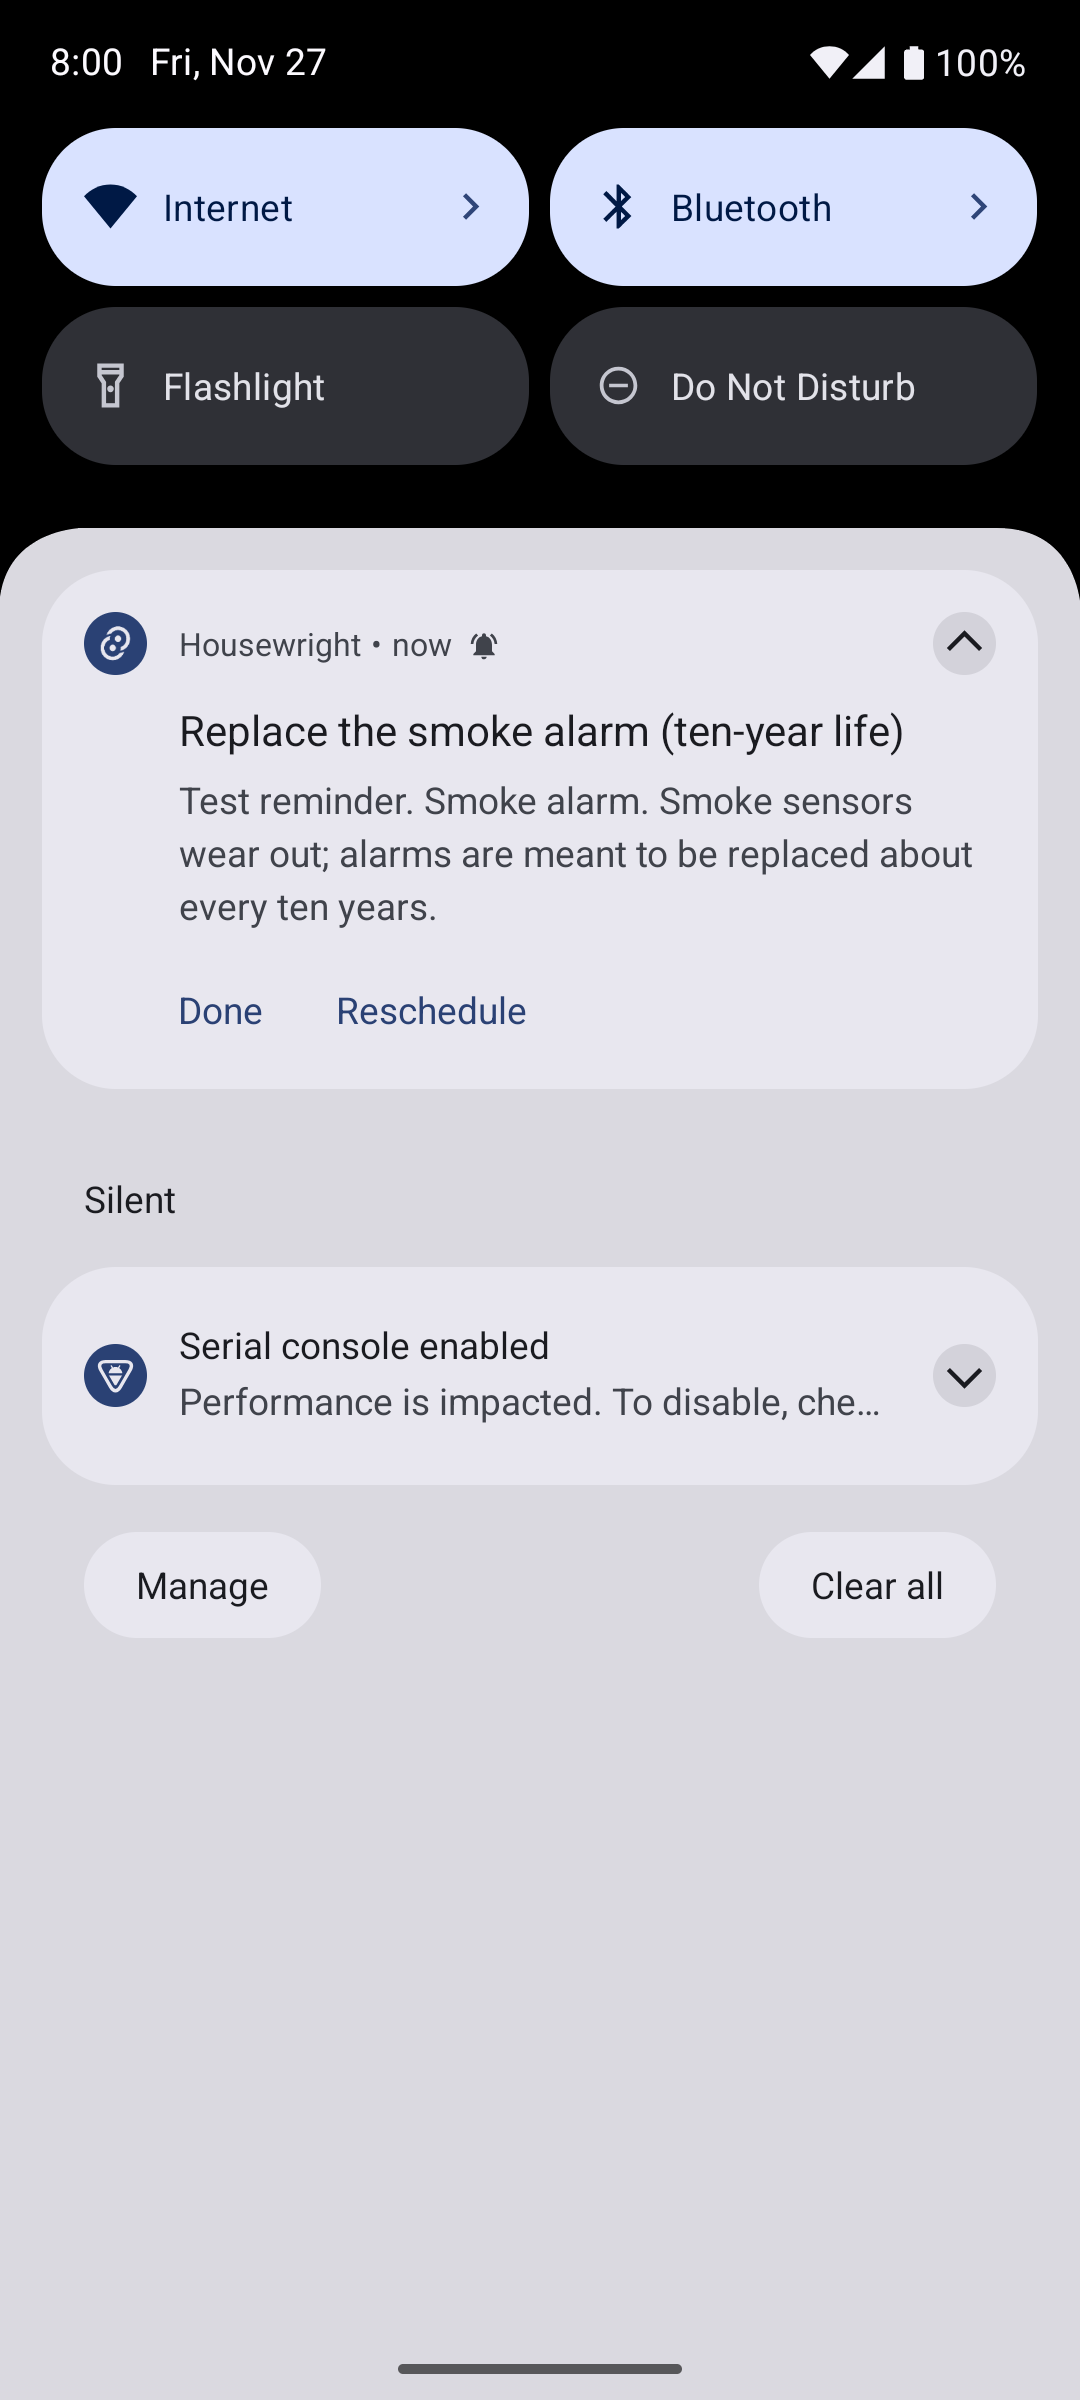 8:00 Fri, Nov 27
100%
Internet
Bluetooth
Flashlight
Do Not Disturb
Housewright • now
Replace the smoke alarm (ten-year life)
Test reminder. Smoke alarm. Smoke sensors
wear out; alarms are meant to be replaced about
every ten years.
Done Reschedule
Silent
Serial console enabled
Performance is impacted. To disable, che…
Manage
Clear all